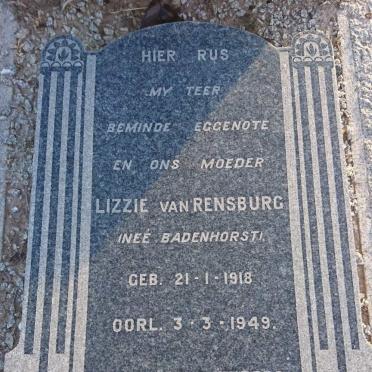 HIER RUS
MY TEER
BEMINDE EGGENOTE
EN ONS MOEDER
LIZZIE VAN RENSBURG
(NEÉ BADENHORST).
GEB. 21-1-1918
OORL. 3-3-1949.